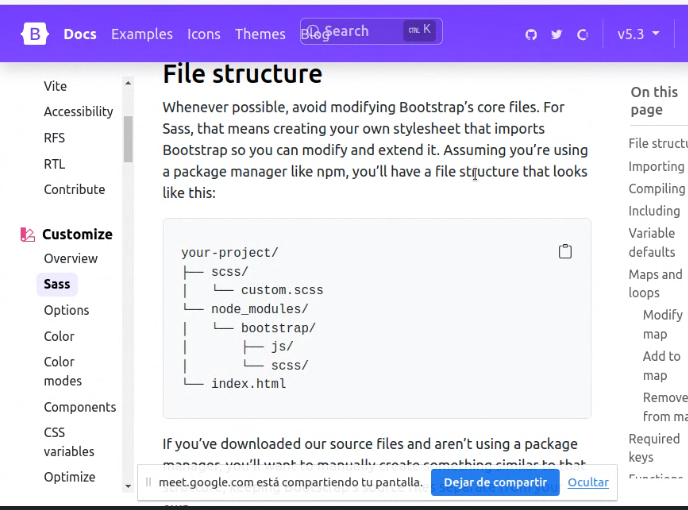 B Docs Examples Icons Themes Blog Search CTRL K v5.3
Vite
Accessibility
RFS
RTL
Contribute
Customize
Overview
Sass
Options
Color
Color
modes
Components
CSS
variables
Optimize
File structure
Whenever possible, avoid modifying Bootstrap’s core files. For
Sass, that means creating your own stylesheet that imports
Bootstrap so you can modify and extend it. Assuming you’re using
a package manager like npm, you’ll have a file structure that looks
like this:
your-project/
├── scss/
│   └── custom.scss
└── node_modules/
│   └── bootstrap/
│       ├── js/
│       └── scss/
└── index.html
If you’ve downloaded our source files and aren’t using a package
manager, you’ll want to manually create something similar to that
meet.google.com está compartiendo tu pantalla. Dejar de compartir Ocultar
On this
page
File
Importing
Compiling
Including
Variable
defaults
Maps and
loops
Modify
map
Add to
map
Remove
from
Required
keys